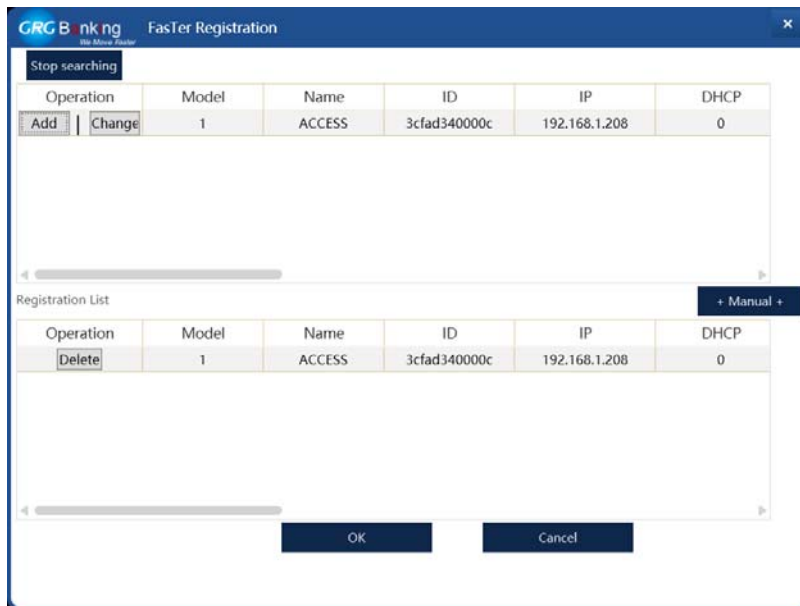 GRG Banking FasTer Registration
We Move Faster
Stop searching
Operation Model Name ID IP DHCP
Add | Change 1 ACCESS 3cfad340000c 192.168.1.208 0
Registration List
+ Manual +
Operation Model Name ID IP DHCP
Delete 1 ACCESS 3cfad340000c 192.168.1.208 0
OK Cancel